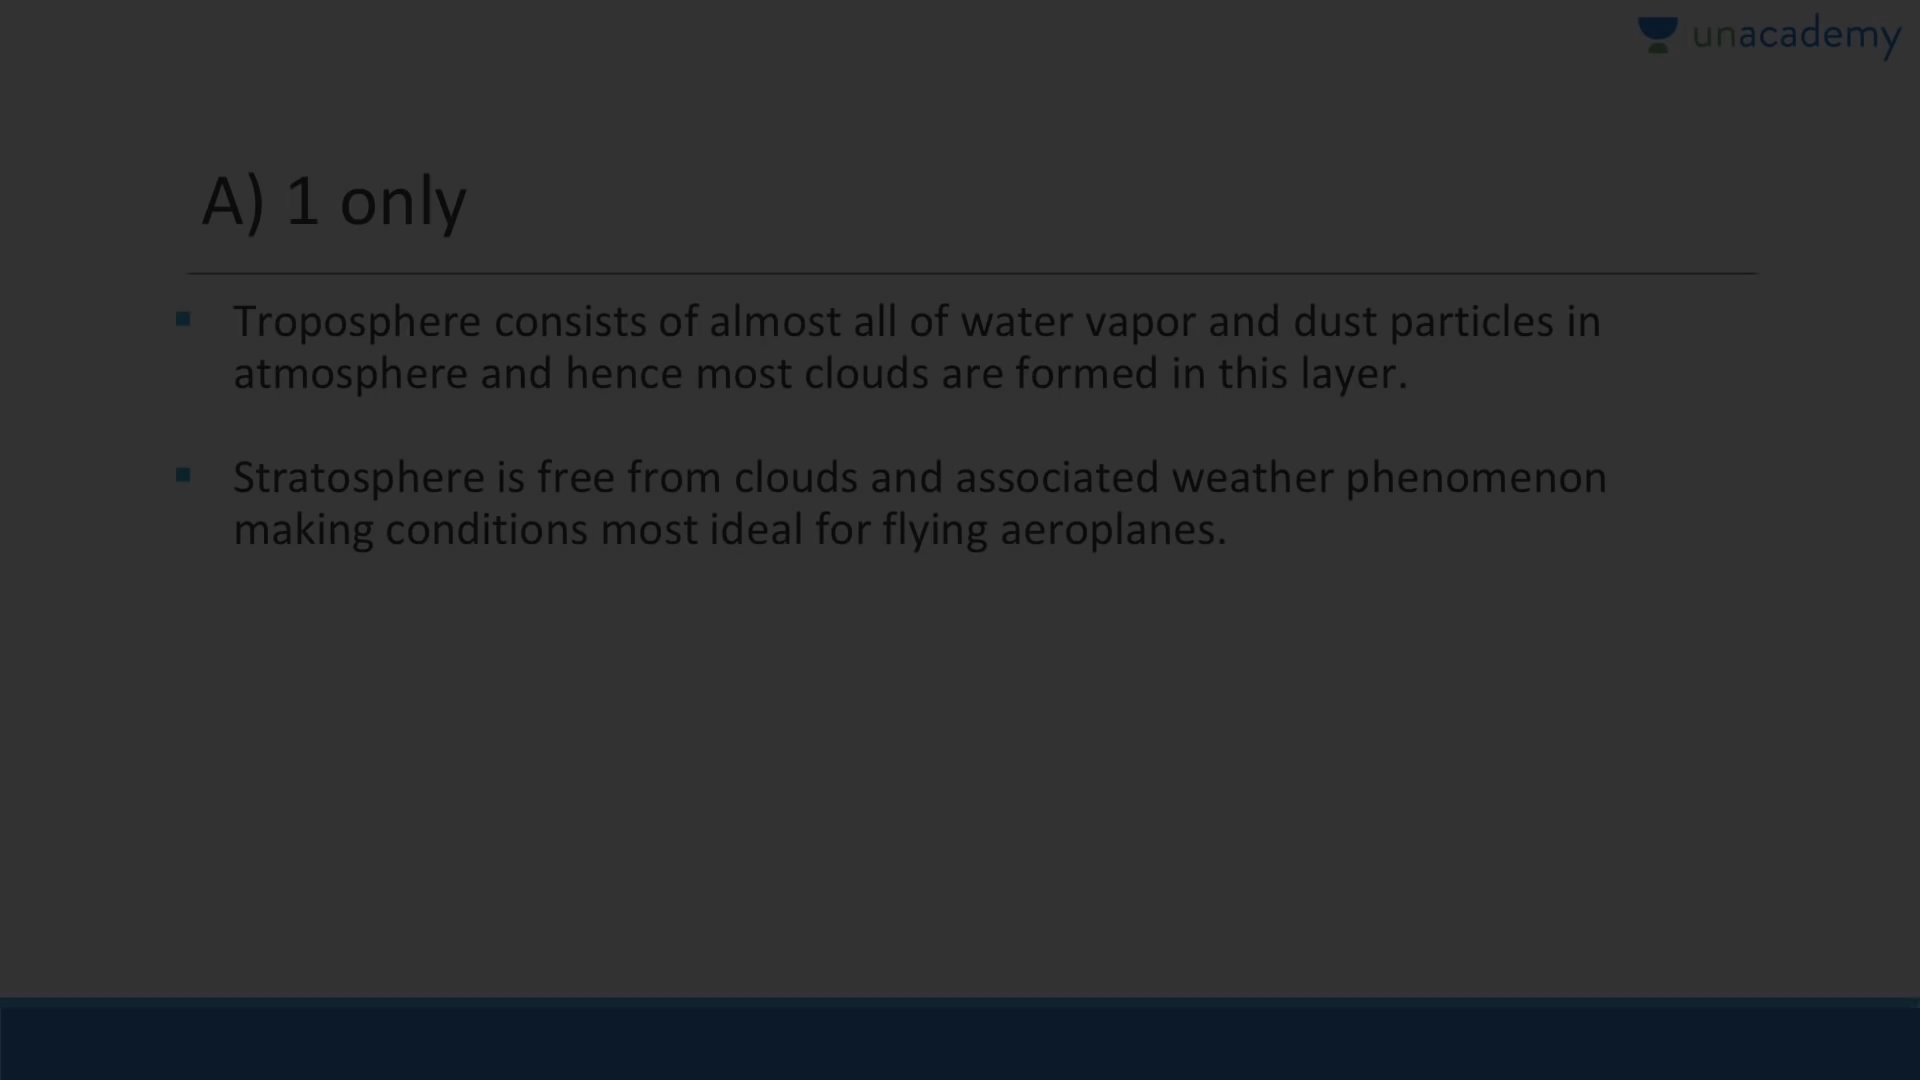 unacademy
A) 1 only
Troposphere consists of almost all of water vapor and dust particles in
atmosphere and hence most clouds are formed in this layer.
Stratosphere is free from clouds and associated weather phenomenon
making conditions most ideal for flying aeroplanes.